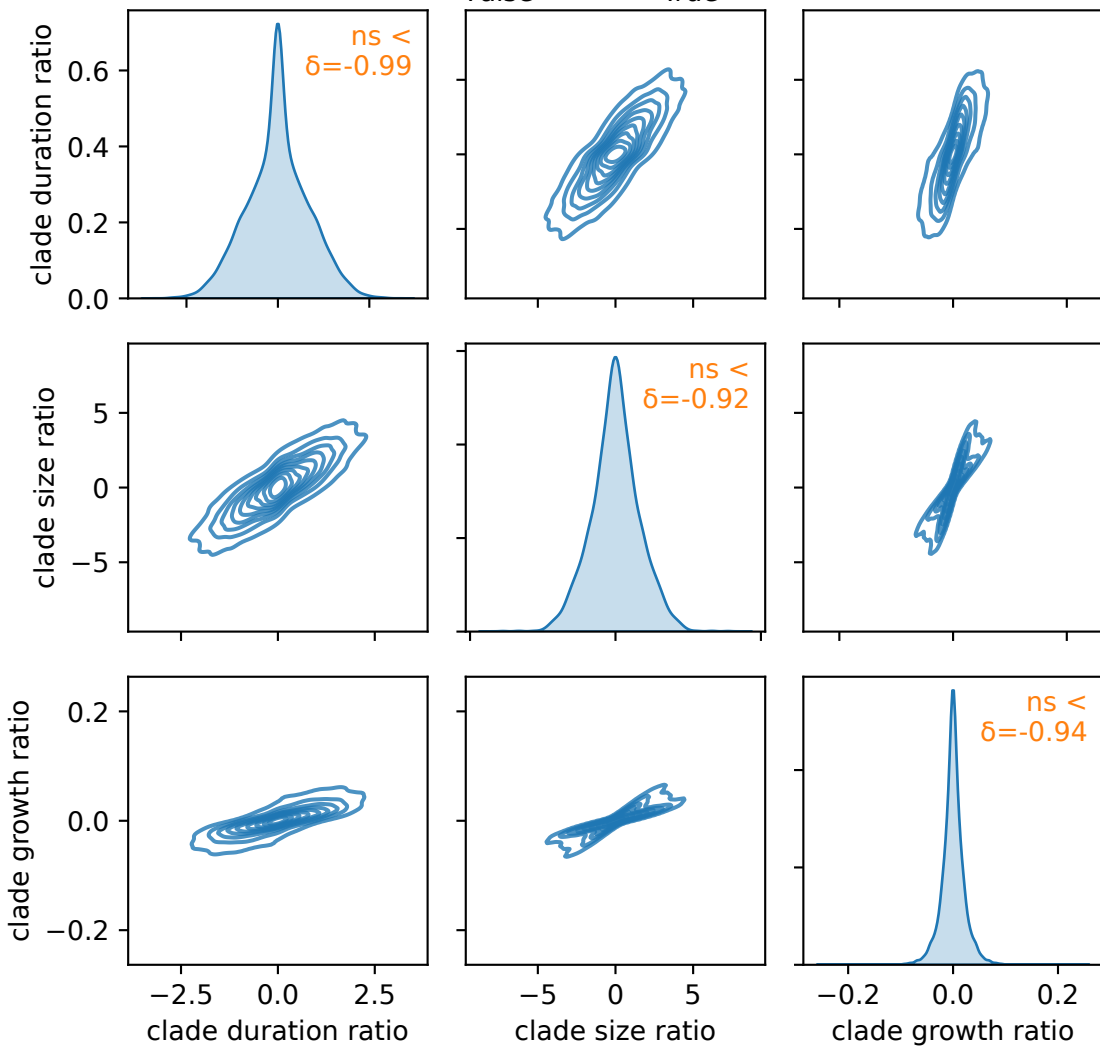 clade duration ratio
0.6
0.4
0.2
0.0
ns <
δ=-0.99
clade size ratio
5
0
−5
ns <
δ=-0.92
clade growth ratio
0.2
0.0
−0.2
ns <
δ=-0.94
−2.5 0.0 2.5
−5 0 5
−0.2 0.0 0.2
clade duration ratio
clade size ratio
clade growth ratio